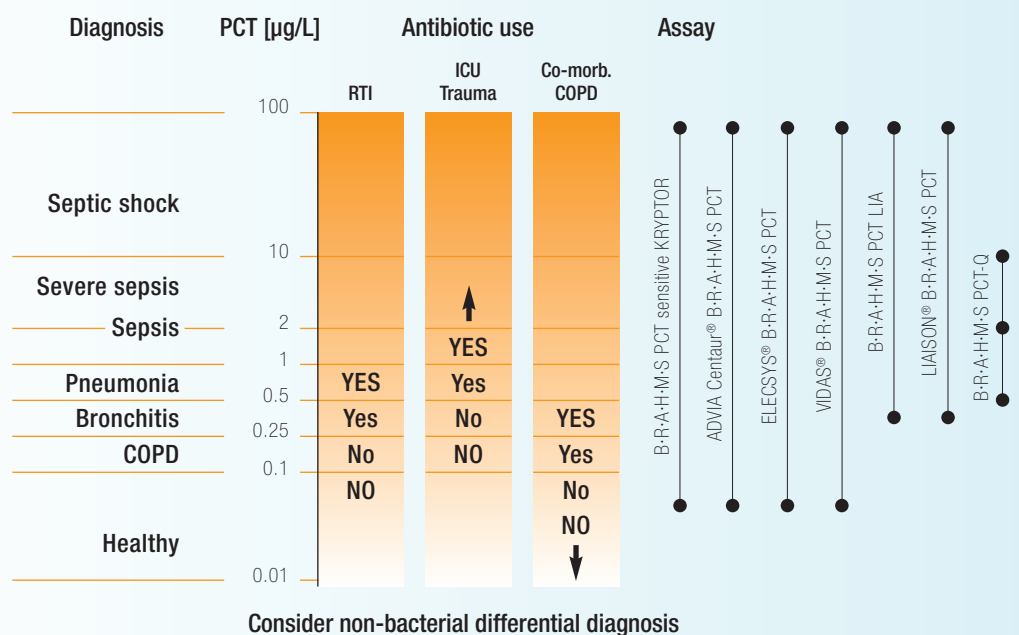 Diagnosis PCT [µg/L] Antibiotic use Assay
RTI
ICU
Trauma
Co-morb.
COPD
100
Septic shock
10
Severe sepsis
Sepsis
2
YES
1
Pneumonia YES Yes
0.5
Bronchitis Yes No YES
0.25
COPD No NO Yes
0.1
NO No
NO
Healthy
0.01
B·R·A·H·M·S PCT sensitive KRYPTOR
ADVIA Centaur® B·R·A·H·M·S PCT
ELECSYS® B·R·A·H·M·S PCT
VIDAS® B·R·A·H·M·S PCT
B·R·A·H·M·S PCT LIA
LIAISON® B·R·A·H·M·S PCT
B·R·A·H·M·S PCT-Q
Consider non-bacterial differential diagnosis